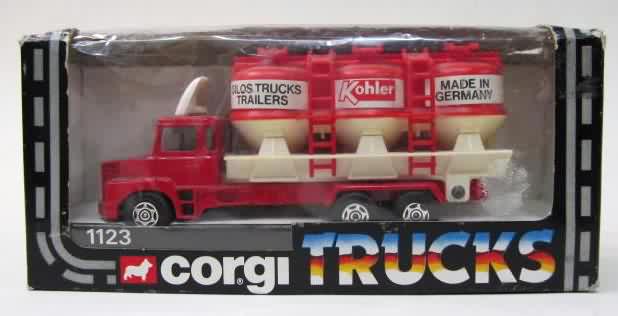 SILOS TRUCKS
TRAILERS
Kohler
MADE IN
GERMANY
1123
CORGI® TRUCKS